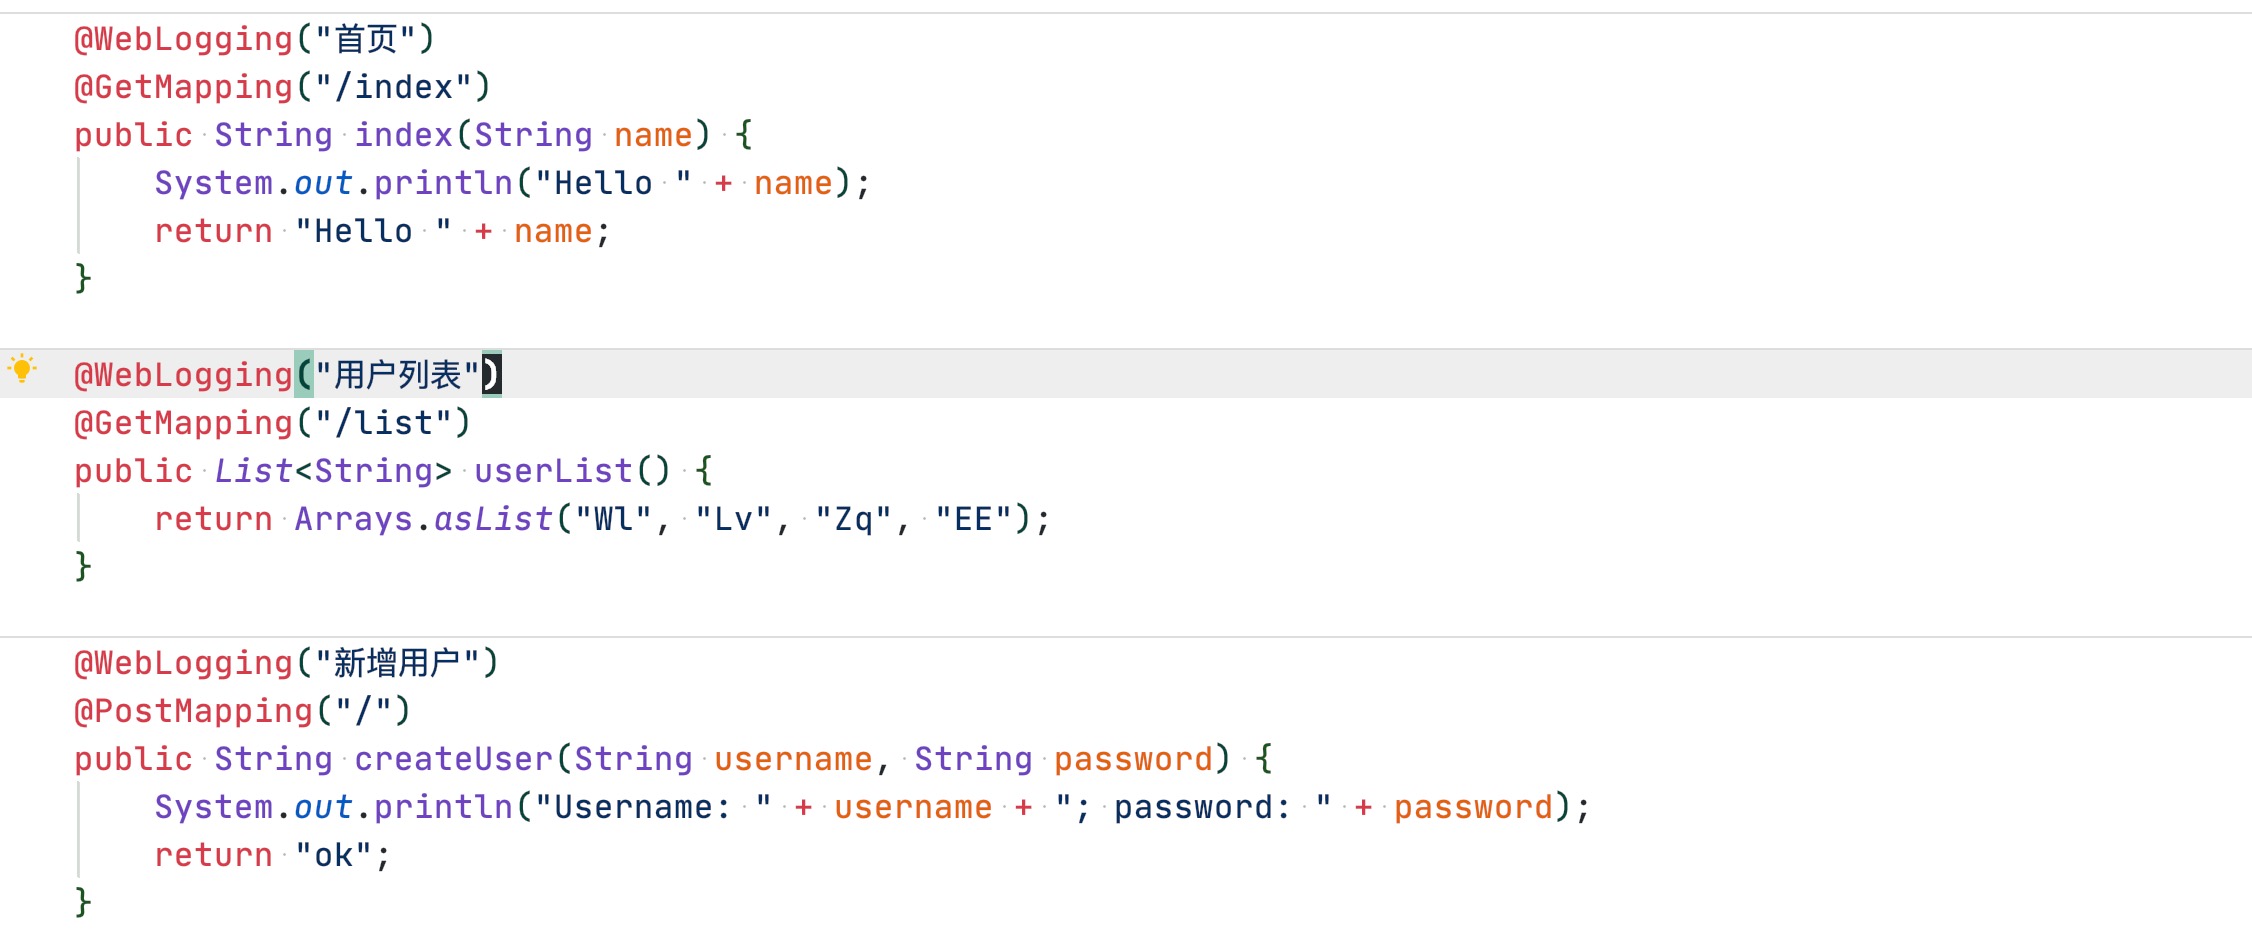 @WebLogging("首页")
@GetMapping("/index")
public String index(String name) {
    System.out.println("Hello " + name);
    return "Hello " + name;
}
@WebLogging("用户列表")
@GetMapping("/list")
public List<String> userList() {
    return Arrays.asList("Wl", "Lv", "Zq", "EE");
}
@WebLogging("新增用户")
@PostMapping("/")
public String createUser(String username, String password) {
    System.out.println("Username: " + username + "; password: " + password);
    return "ok";
}